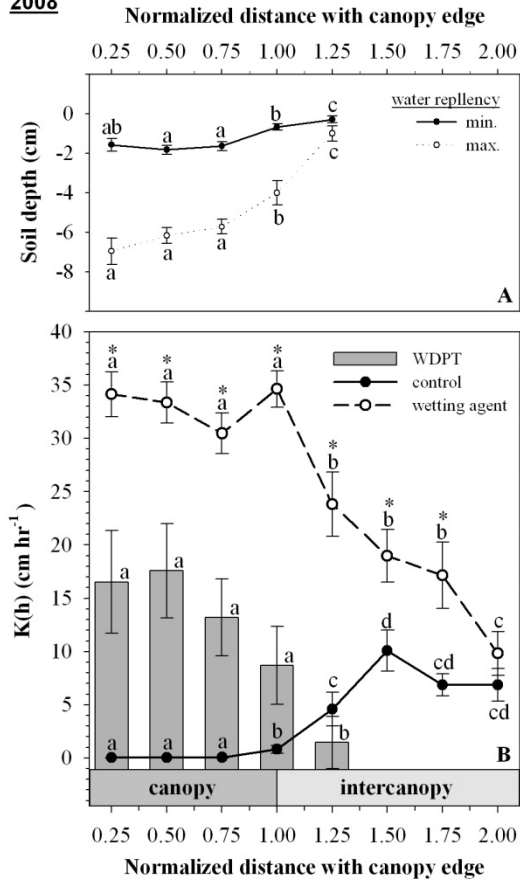 2008
Normalized distance with canopy edge
0.25 0.50 0.75 1.00 1.25 1.50 1.75 2.00
Soil depth (cm)
0
-2
-4
-6
-8
ab a a b c
a a a b c
water repllency
min.
max.
A
K(h) (cm hr⁻¹)
40
35
30
25
20
15
10
5
0
* * * * * * *
a a a a b b b c
WDPT
control
wetting agent
a a a a b
a a a b c d cd cd
B
canopy intercanopy
0.25 0.50 0.75 1.00 1.25 1.50 1.75 2.00
Normalized distance with canopy edge